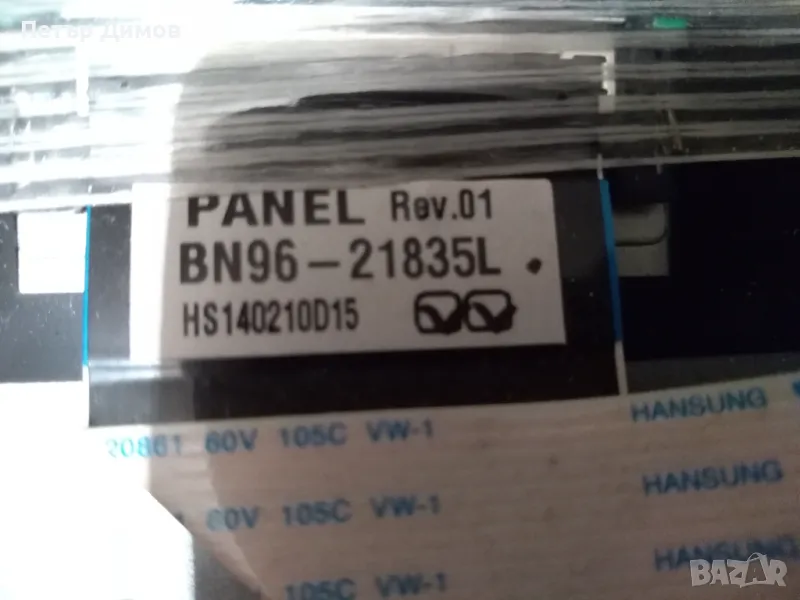 Петър Димов
PANEL Rev.01
BN96-21835L
HS140210D15
20861 60V 105C VW-1 HANSUNG
60V 105C VW-1 HANSUNG
105C VW-1 HANSUNG
BAZAR